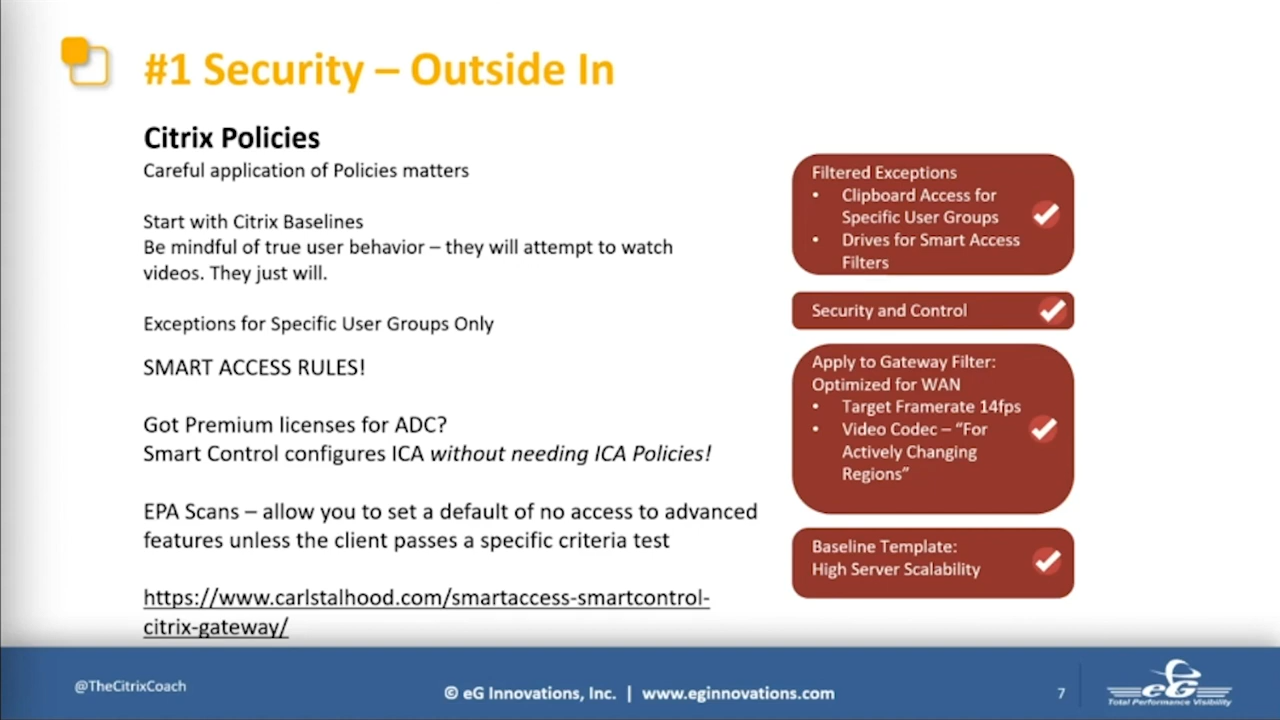 #1 Security – Outside In
Citrix Policies
Careful application of Policies matters
Start with Citrix Baselines
Be mindful of true user behavior – they will attempt to watch
videos. They just will.
Exceptions for Specific User Groups Only
SMART ACCESS RULES!
Got Premium licenses for ADC?
Smart Control configures ICA without needing ICA Policies!
EPA Scans – allow you to set a default of no access to advanced
features unless the client passes a specific criteria test
https://www.carlstalhood.com/smartaccess-smartcontrol-
citrix-gateway/
Filtered Exceptions
• Clipboard Access for
Specific User Groups
• Drives for Smart Access
Filters
Security and Control
Apply to Gateway Filter:
Optimized for WAN
• Target Framerate 14fps
• Video Codec – “For
Actively Changing
Regions”
Baseline Template:
High Server Scalability
@TheCitrixCoach
© eG Innovations, Inc. | www.eginnovations.com
7
eG
Total Performance Visibility